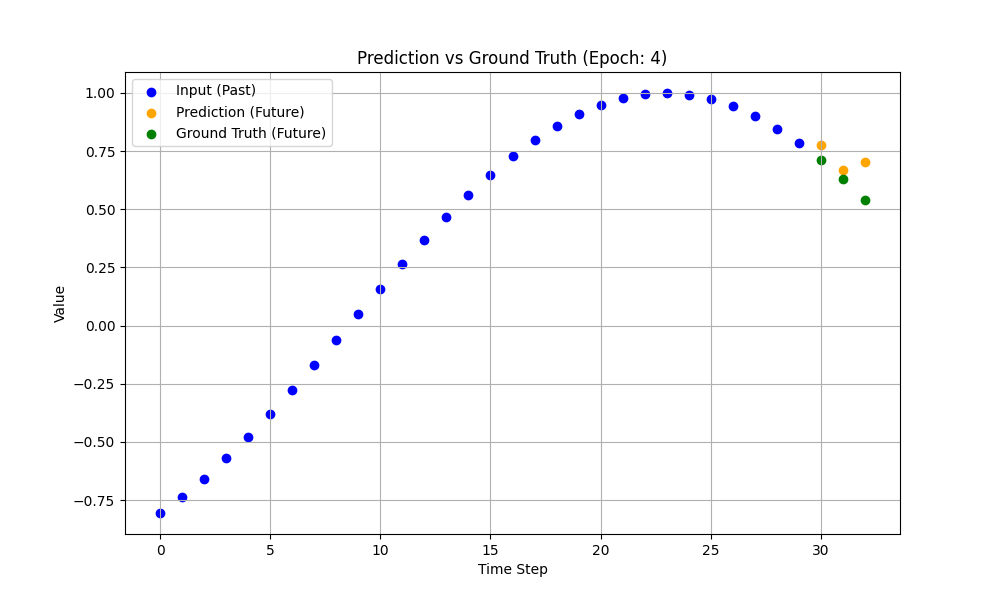 Prediction vs Ground Truth (Epoch: 4)
Input (Past)
Prediction (Future)
Ground Truth (Future)
1.00
0.75
0.50
0.25
0.00
−0.25
−0.50
−0.75
Value
0 5 10 15 20 25 30
Time Step